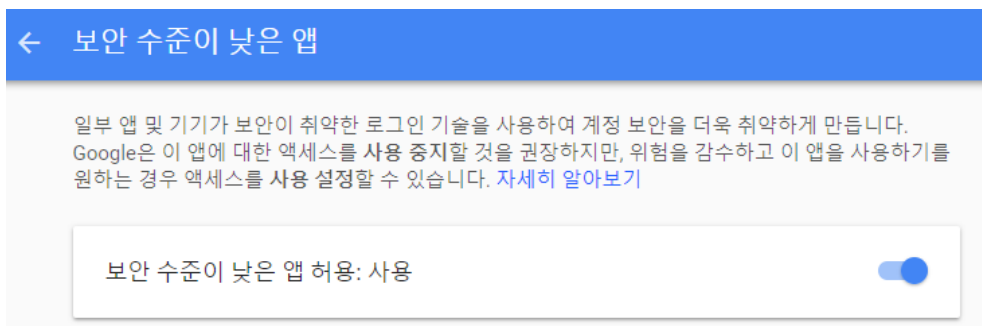 보안 수준이 낮은 앱
일부 앱 및 기기가 보안이 취약한 로그인 기술을 사용하여 계정 보안을 더욱 취약하게 만듭니다.
Google은 이 앱에 대한 액세스를 사용 중지할 것을 권장하지만, 위험을 감수하고 이 앱을 사용하기를
원하는 경우 액세스를 사용 설정할 수 있습니다. 자세히 알아보기
보안 수준이 낮은 앱 허용: 사용